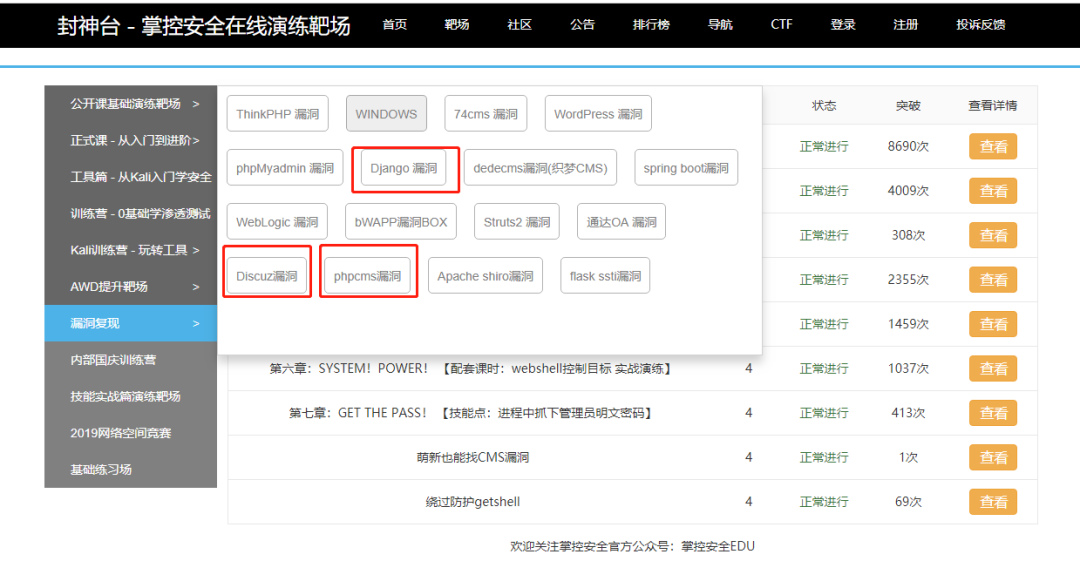 封神台 - 掌控安全在线演练靶场 首页 靶场 社区 公告 排行榜 导航 CTF 登录 注册 投诉反馈
公开课基础演练靶场 >
正式课 - 从入门到进阶>
工具篇 - 从Kali入门学安全
训练营 - 0基础学渗透测试
Kali训练营 - 玩转工具 >
AWD提升靶场 >
漏洞复现 >
内部国庆训练营
技能实战篇演练靶场
2019网络空间竞赛
基础练习场
ThinkPHP 漏洞 WINDOWS 74cms 漏洞 WordPress 漏洞
phpMyadmin 漏洞 Django 漏洞 dedecms漏洞(织梦CMS) spring boot漏洞
WebLogic 漏洞 bWAPP漏洞BOX Struts2 漏洞 通达OA 漏洞
Discuz漏洞 phpcms漏洞 Apache shiro漏洞 flask ssti漏洞
状态 突破 查看详情
正常进行 8690次 查看
正常进行 4009次 查看
正常进行 308次 查看
正常进行 2355次 查看
正常进行 1459次 查看
第六章：SYSTEM！POWER！ 【配套课时：webshell控制目标 实战演练】 4 正常进行 1037次 查看
第七章：GET THE PASS！ 【技能点：进程中抓下管理员明文密码】 4 正常进行 413次 查看
萌新也能找CMS漏洞 4 正常进行 1次 查看
绕过防护getshell 4 正常进行 69次 查看
欢迎关注掌控安全官方公众号：掌控安全EDU